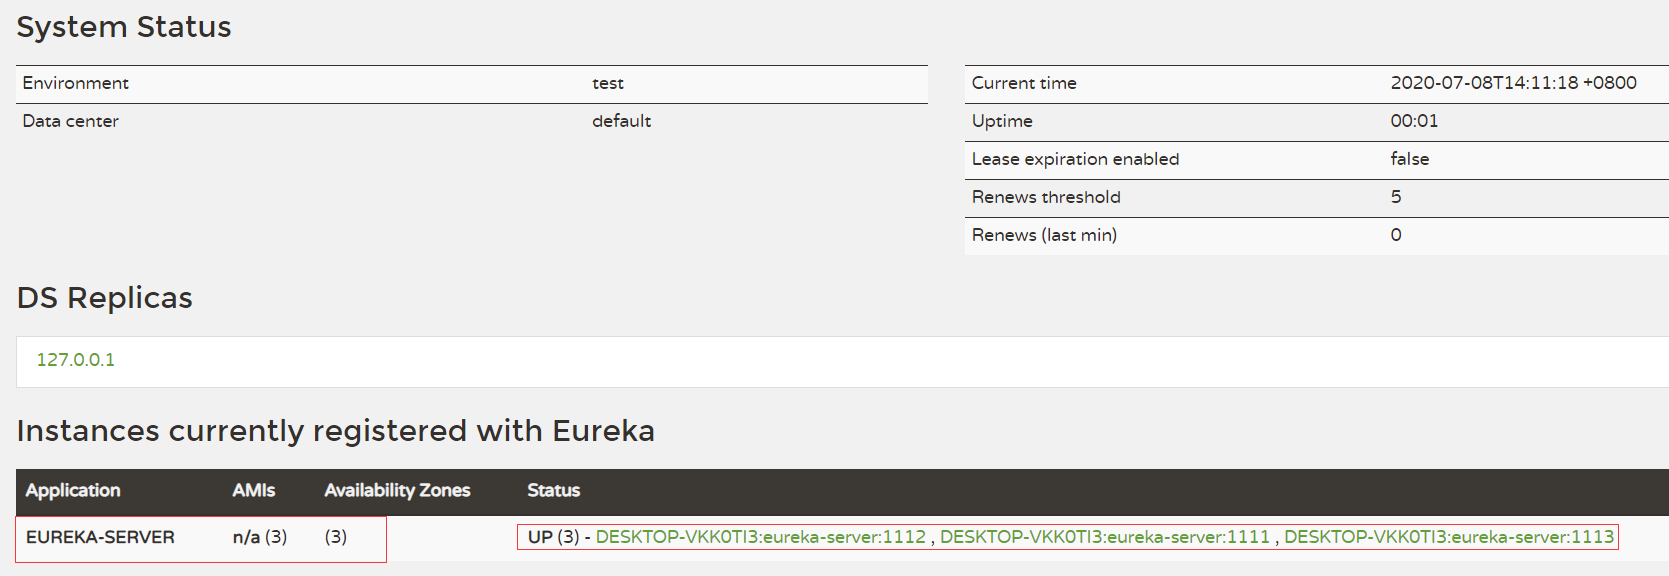 System Status
Environment test
Data center default
Current time 2020-07-08T14:11:18 +0800
Uptime 00:01
Lease expiration enabled false
Renews threshold 5
Renews (last min) 0
DS Replicas
127.0.0.1
Instances currently registered with Eureka
Application AMIs Availability Zones Status
EUREKA-SERVER n/a (3) (3) UP (3) - DESKTOP-VKK0TI3:eureka-server:1112 , DESKTOP-VKK0TI3:eureka-server:1111 , DESKTOP-VKK0TI3:eureka-server:1113